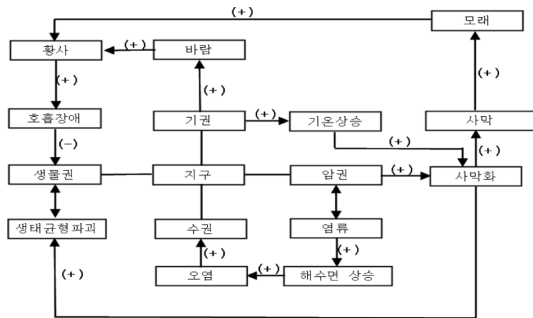 (+)
모래
황사
(+)
바람
(+)
(+)
(+)
호흡장애
기권
(+)
기온상승
사막
(-)
(+)
(+)
생물권
지구
암권
(+)
사막화
생태균형파괴
수권
염류
(+)
(+)
(+)
오염
(+)
해수면 상승